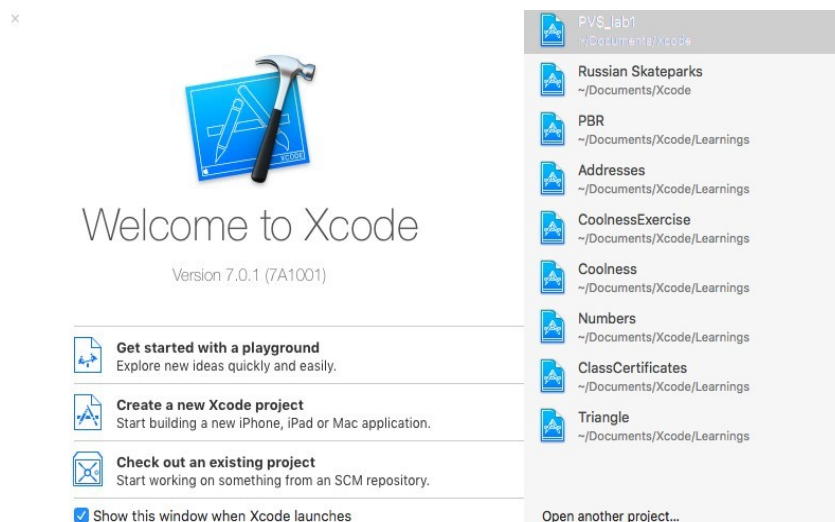 XCODE
Welcome to Xcode
Version 7.0.1 (7A1001)
Get started with a playground
Explore new ideas quickly and easily.
Create a new Xcode project
Start building a new iPhone, iPad or Mac application.
Check out an existing project
Start working on something from an SCM repository.
Show this window when Xcode launches
PVS_lab1
~/Documents/Xcode
Russian Skateparks
~/Documents/Xcode
PBR
~/Documents/Xcode/Learnings
Addresses
~/Documents/Xcode/Learnings
CoolnessExercise
~/Documents/Xcode/Learnings
Coolness
~/Documents/Xcode/Learnings
Numbers
~/Documents/Xcode/Learnings
ClassCertificates
~/Documents/Xcode/Learnings
Triangle
~/Documents/Xcode/Learnings
Open another project...